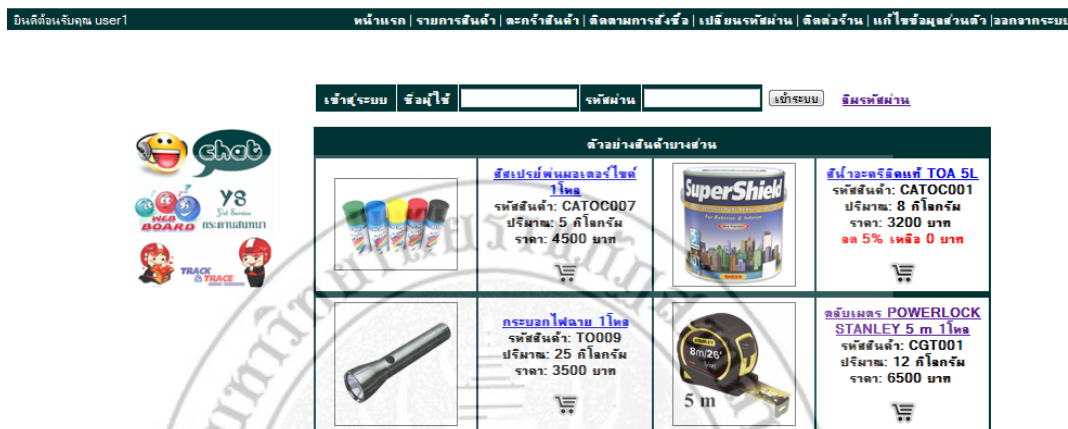 ยินดีต้อนรับคุณ user1
หน้าแรก | รายการสินค้า | ตะกร้าสินค้า | ติดตามการสั่งซื้อ | เปลี่ยนรหัสผ่าน | ติดต่อร้าน | แก้ไขข้อมูลส่วนตัว |ออกจากระบบ
เข้าสู่ระบบ ชื่อผู้ใช้ รหัสผ่าน เข้าระบบ ลืมรหัสผ่าน
chat
WEB
BOARD
YS
Yet Service
กระดานสนทนา
TRACK
& TRACE
ตัวอย่างสินค้าบางส่วน
สีสเปรย์พ่นมอเตอร์ไซด์
1โหล
รหัสสินค้า: CATOC007
ปริมาณ: 5 กิโลกรัม
ราคา: 4500 บาท
SuperShield
For Exterior & Interior
สีน้ำอะคริลิคแท้ TOA 5L
รหัสสินค้า: CATOC001
ปริมาณ: 8 กิโลกรัม
ราคา: 3200 บาท
ลด 5% เหลือ 0 บาท
กระบอกไฟฉาย 1โหล
รหัสสินค้า: TO009
ปริมาณ: 25 กิโลกรัม
ราคา: 3500 บาท
STANLEY
8m/26'
5 m
ตลับเมตร POWERLOCK
STANLEY 5 m 1โหล
รหัสสินค้า: CGT001
ปริมาณ: 12 กิโลกรัม
ราคา: 6500 บาท